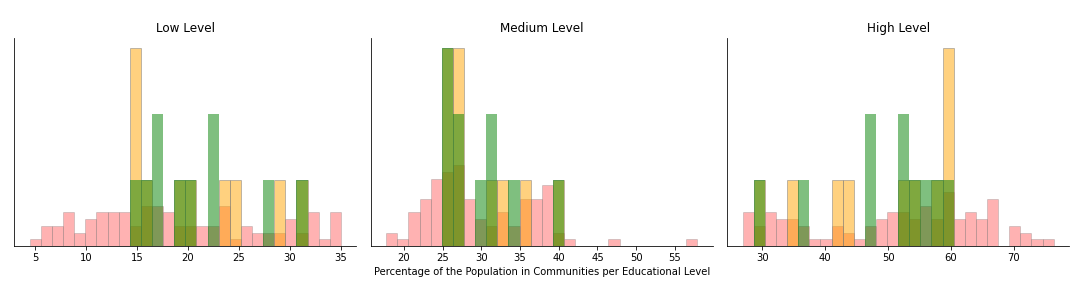 Low Level
Medium Level
High Level
5 10 15 20 25 30 35
20 25 30 35 40 45 50 55
30 40 50 60 70
Percentage of the Population in Communities per Educational Level